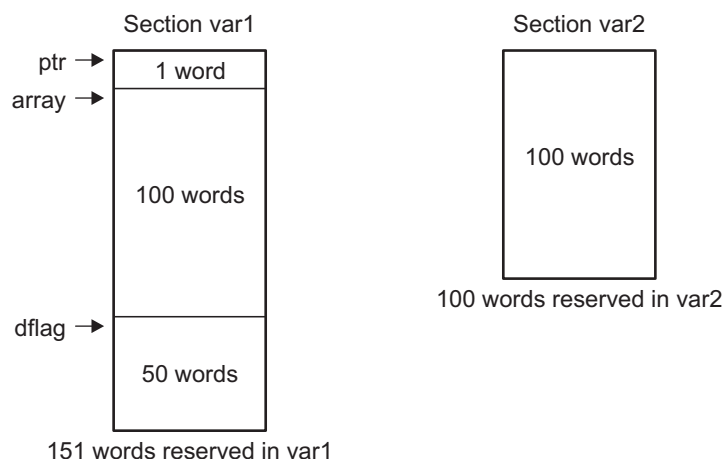 Section var1
ptr
1 word
array
100 words
dflag
50 words
151 words reserved in var1
Section var2
100 words
100 words reserved in var2